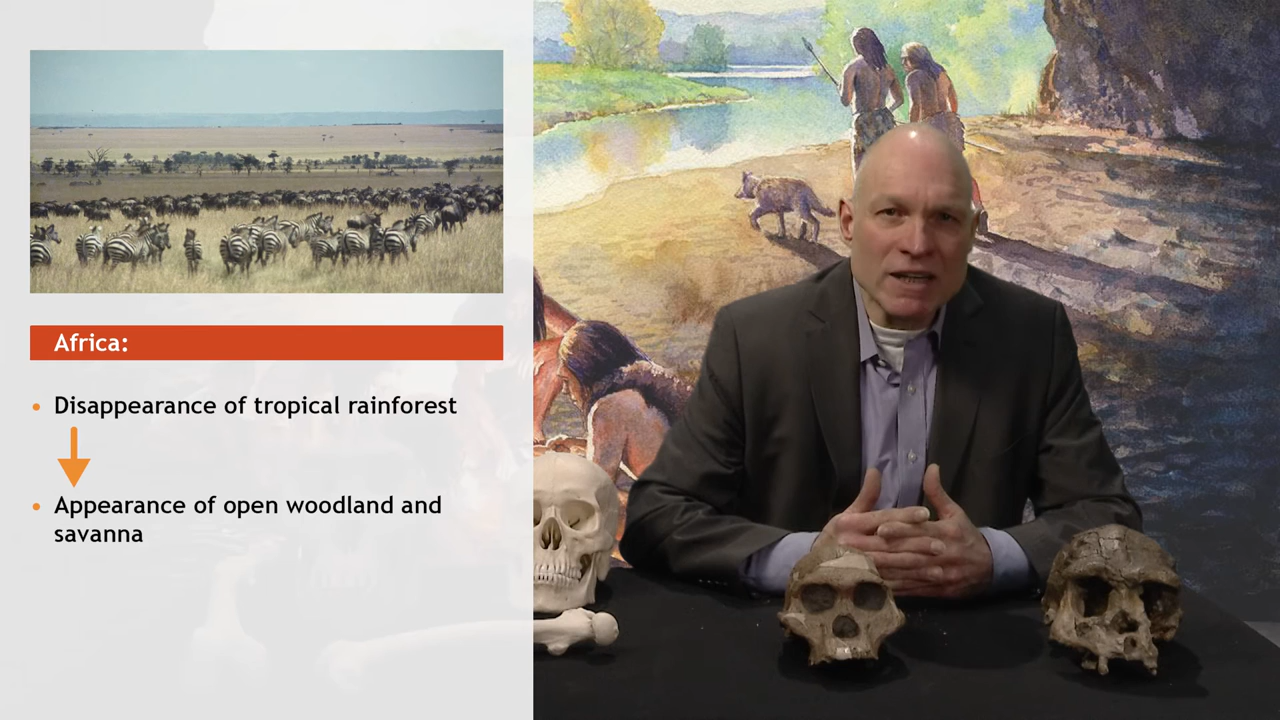 Africa:
• Disappearance of tropical rainforest
• Appearance of open woodland and
savanna